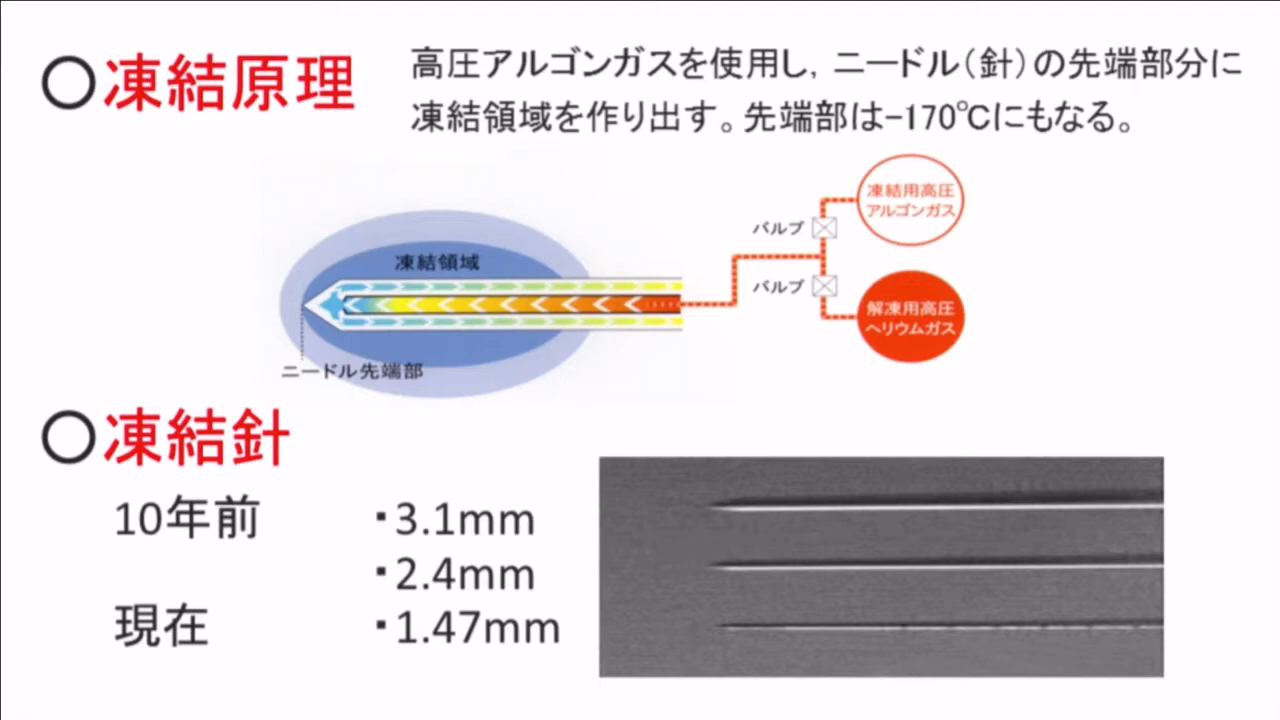 ○凍結原理
高圧アルゴンガスを使用し，ニードル（針）の先端部分に
凍結領域を作り出す。先端部は-170℃にもなる。
凍結用高圧
アルゴンガス
バルブ
凍結領域
バルブ
解凍用高圧
ヘリウムガス
ニードル先端部
○凍結針
10年前 ・3.1mm
・2.4mm
現在 ・1.47mm